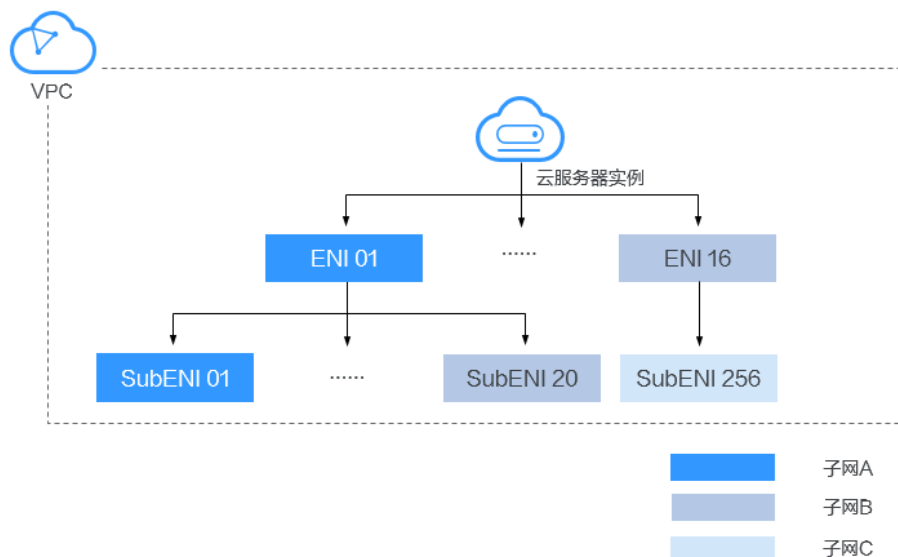 VPC
云服务器实例
ENI 01
······
ENI 16
SubENI 01
······
SubENI 20
SubENI 256
子网A
子网B
子网C